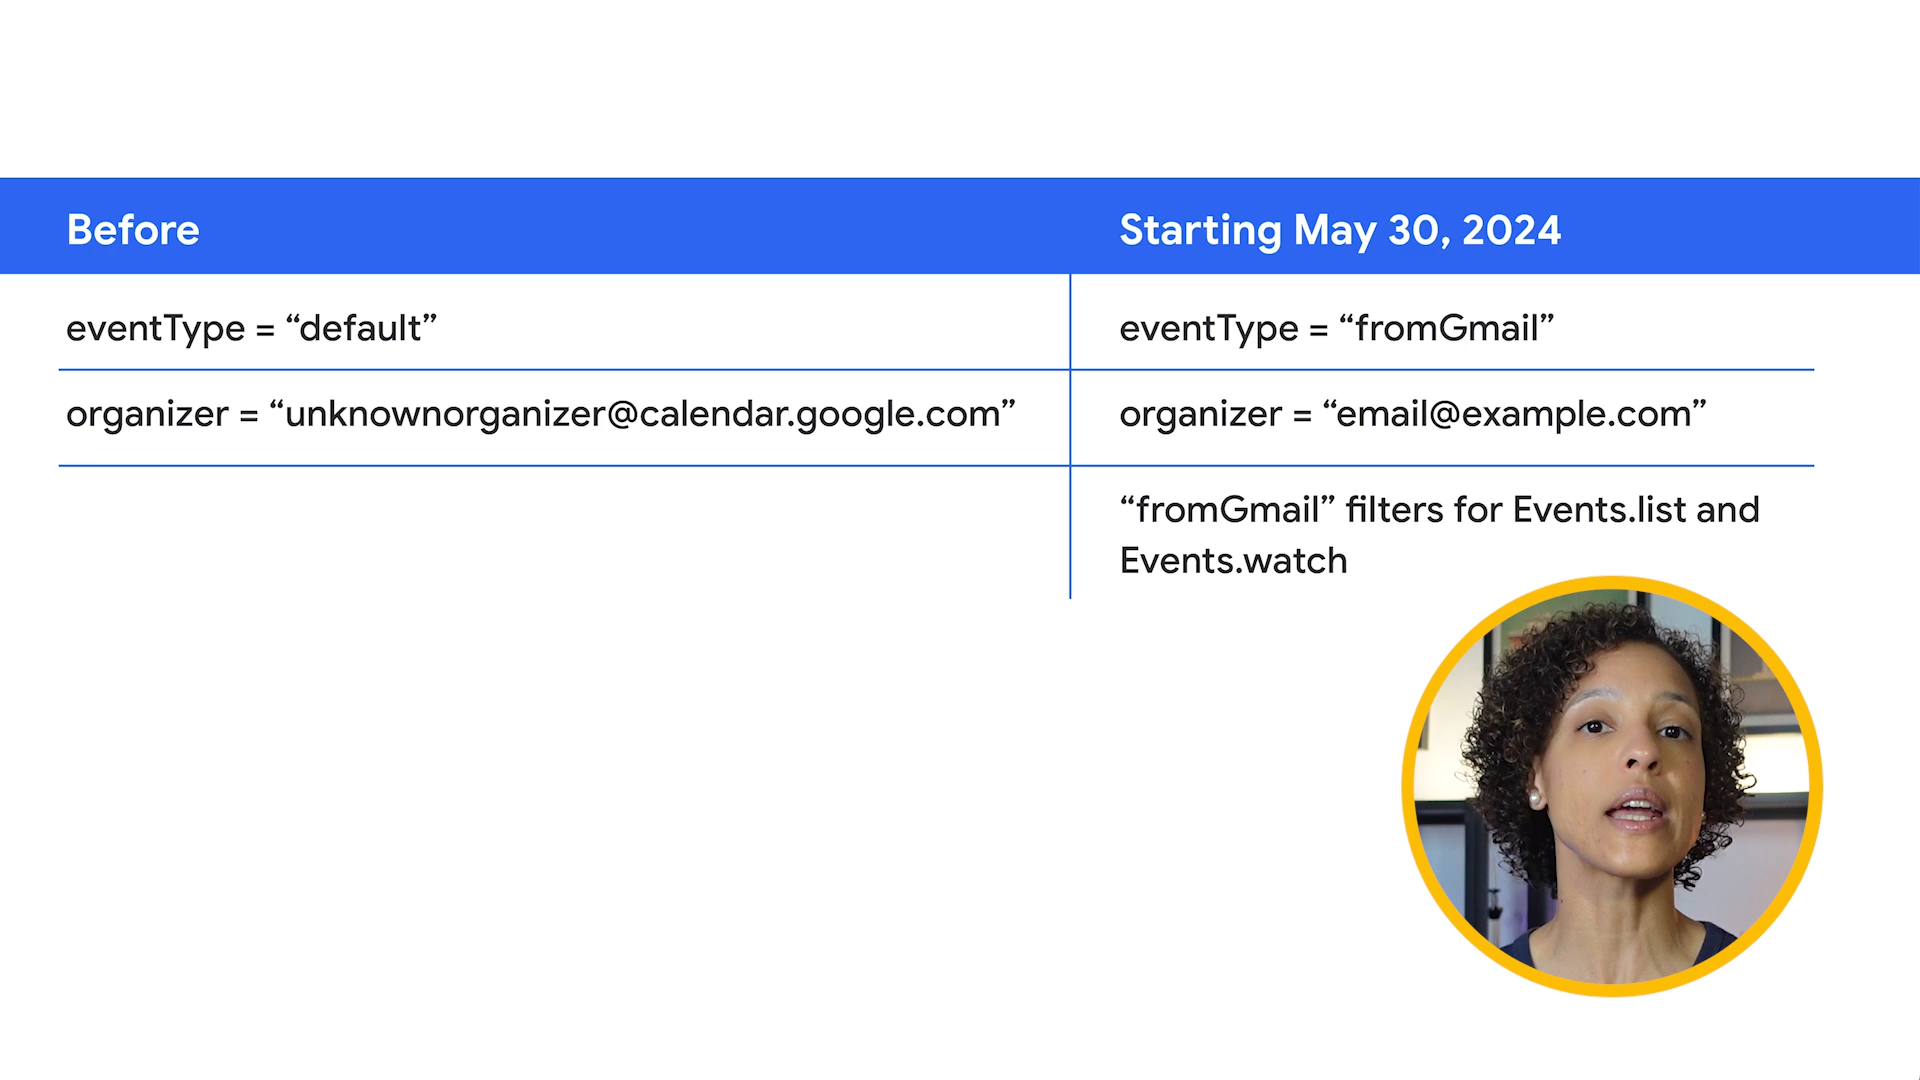 Before
Starting May 30, 2024
eventType = “default”
eventType = “fromGmail”
organizer = “unknownorganizer@calendar.google.com”
organizer = “email@example.com”
“fromGmail” filters for Events.list and
Events.watch